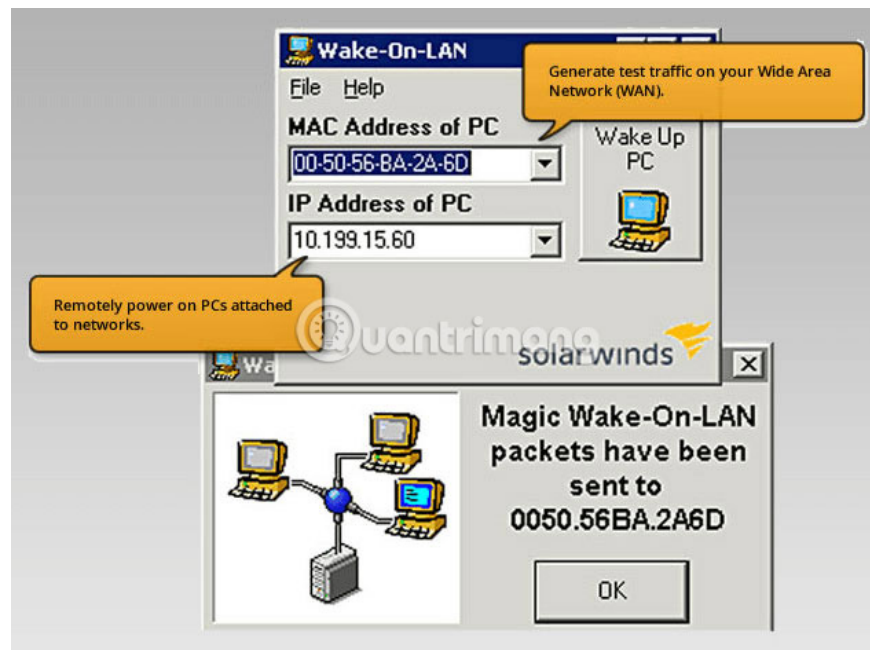 Wake-On-LAN
Generate test traffic on your Wide Area
Network (WAN).
File Help
MAC Address of PC
00-50-56-BA-2A-6D
Wake Up
PC
IP Address of PC
10.199.15.60
Remotely power on PCs attached
to networks.
Quantrimang
solarwinds
Wa
Magic Wake-On-LAN
packets have been
sent to
0050.56BA.2A6D
OK